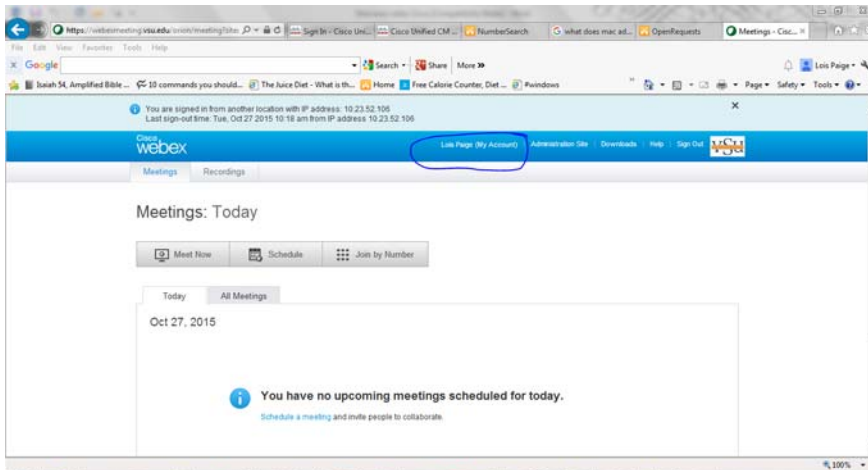 https://webexmeeting.vsu.edu/orion/meeting?site
Sign In - Cisco Uni...
Cisco Unified CM ...
NumberSearch
what does mac ad...
OpenRequests
Meetings - Cisc...
File Edit View Favorites Tools Help
x Google Search Share More >> Lois Paige
Isaiah 54, Amplified Bible ... 10 commands you should... The Juice Diet - What is th... Home Free Calorie Counter, Diet ... Pwindows " Page Safety Tools
You are signed in from another location with IP address: 10.23.52.106
Last sign-out time: Tue, Oct 27 2015 10:18 am from IP address 10.23.52.106
Cisco
webex
Lois Paige (My Account) Administration Site | Downloads | Help | Sign Out VSU
Meetings Recordings
Meetings: Today
Meet Now Schedule Join by Number
Today All Meetings
Oct 27, 2015
You have no upcoming meetings scheduled for today.
Schedule a meeting and invite people to collaborate.
100%